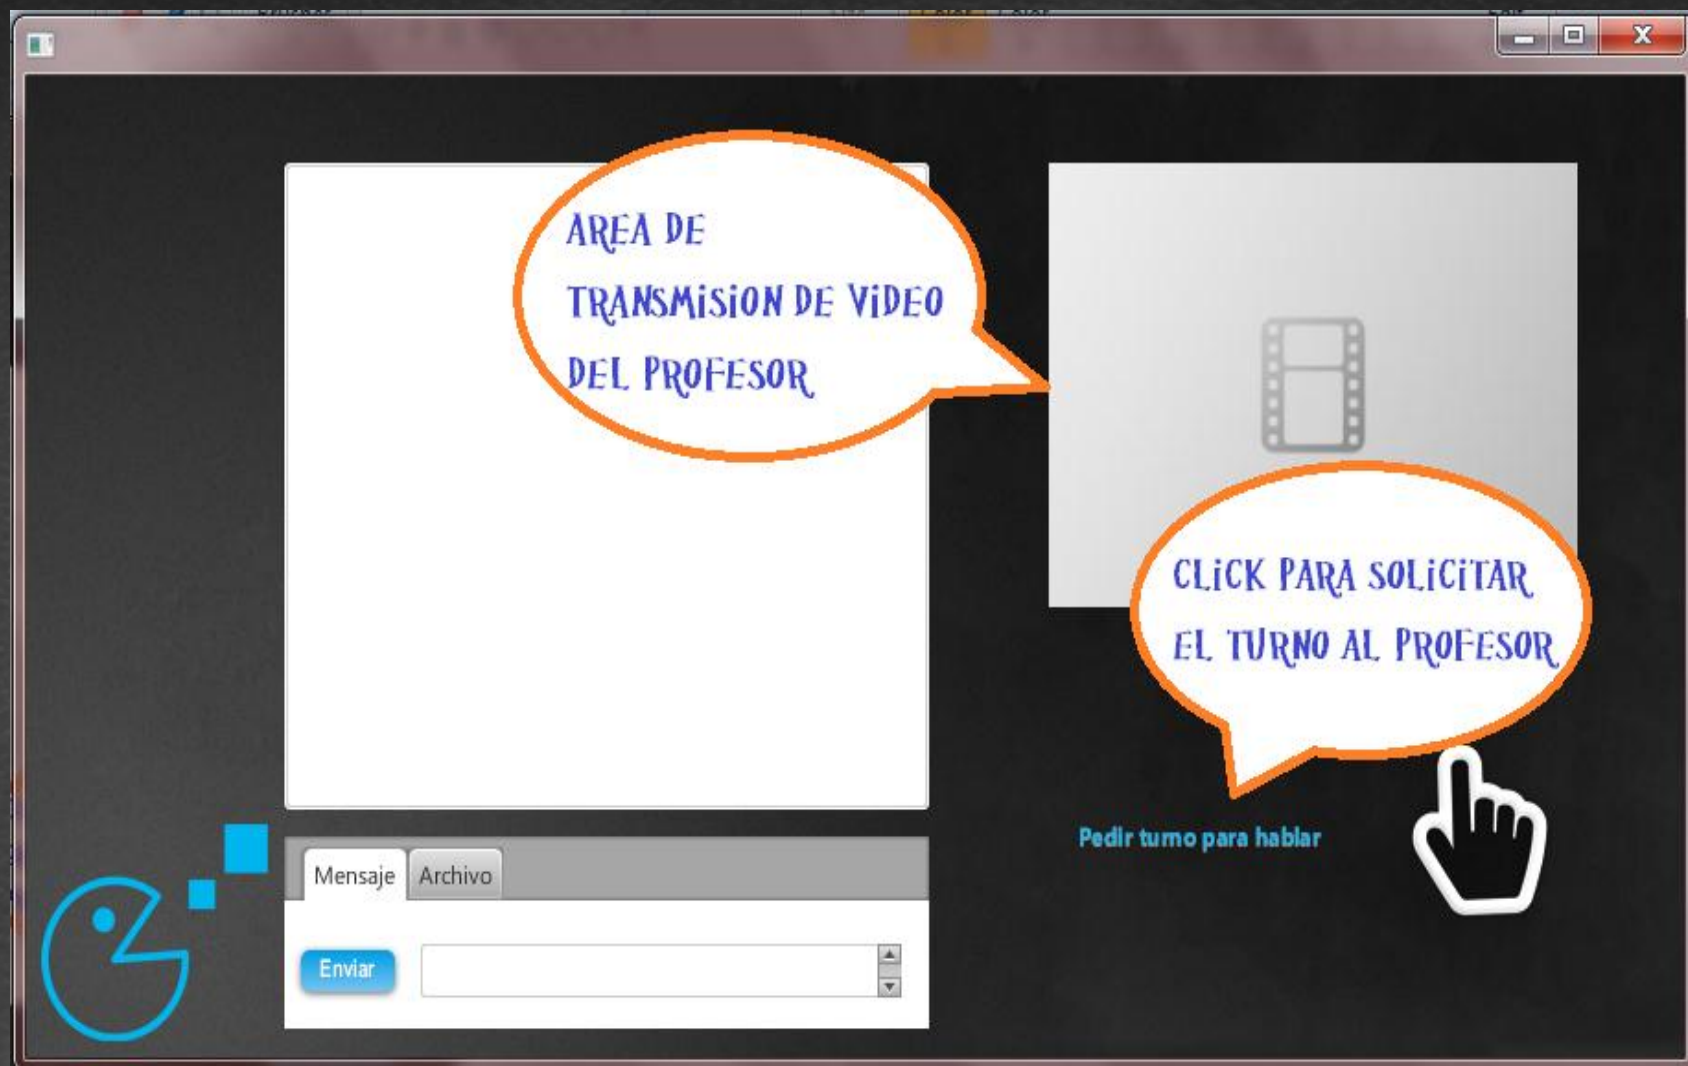 AREA DE
TRANSMISION DE VIDEO
DEL PROFESOR
CLICK PARA SOLICITAR
EL TURNO AL PROFESOR
Pedir turno para hablar
Mensaje Archivo
Enviar